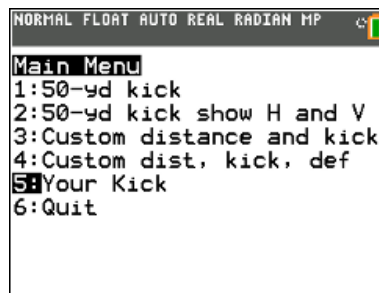 NORMAL FLOAT AUTO REAL RADIAN MP
Main Menu
1:50-yd kick
2:50-yd kick show H and V
3:Custom distance and kick
4:Custom dist, kick, def
5:Your Kick
6:Quit